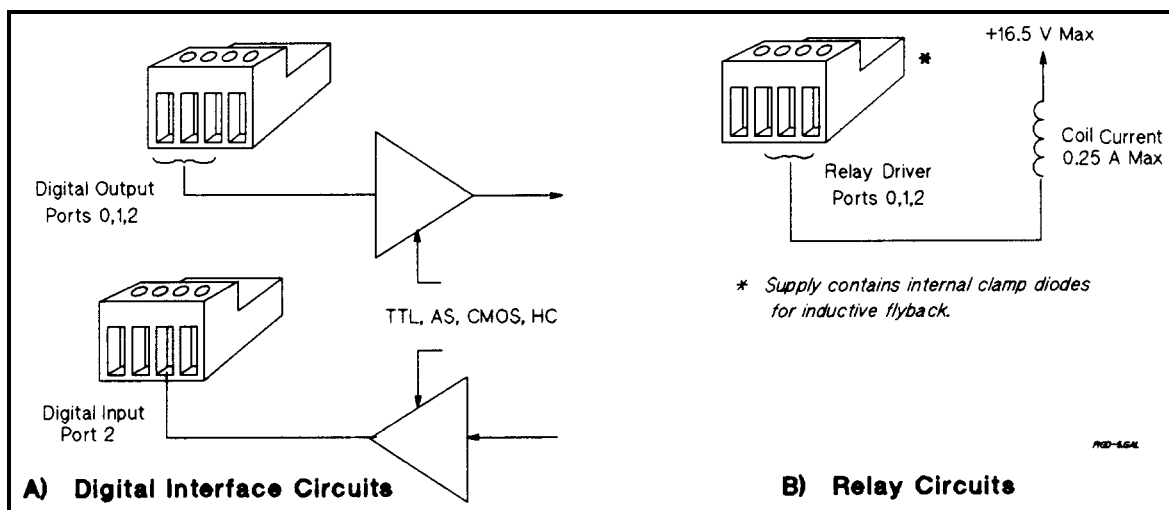 Digital Output
Ports 0,1,2
TTL, AS, CMOS, HC
Digital Input
Port 2
A) Digital Interface Circuits
*
+16.5 V Max
Coil Current
0.25 A Max
Relay Driver
Ports 0,1,2
* Supply contains internal clamp diodes
for inductive flyback.
B) Relay Circuits